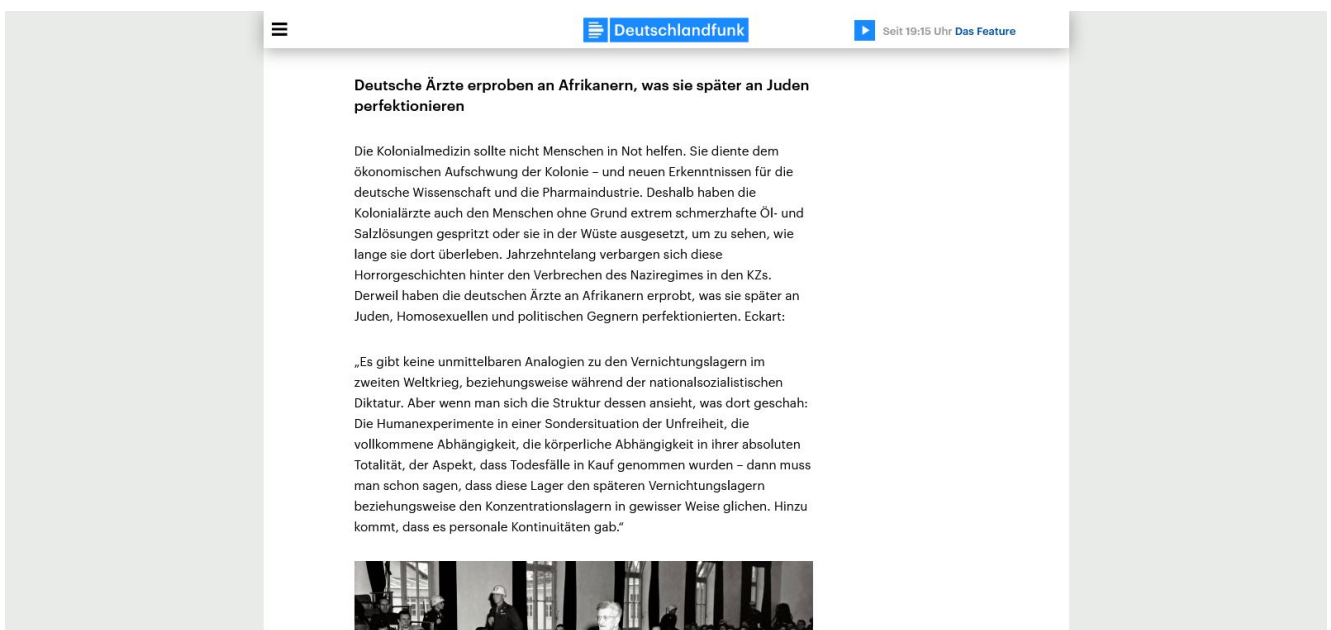 Deutschlandfunk
Seit 19:15 Uhr Das Feature
Deutsche Ärzte erproben an Afrikanern, was sie später an Juden
perfektionieren
Die Kolonialmedizin sollte nicht Menschen in Not helfen. Sie diente dem
ökonomischen Aufschwung der Kolonie – und neuen Erkenntnissen für die
deutsche Wissenschaft und die Pharmaindustrie. Deshalb haben die
Kolonialärzte auch den Menschen ohne Grund extrem schmerzhafte Öl- und
Salzlösungen gespritzt oder sie in der Wüste ausgesetzt, um zu sehen, wie
lange sie dort überleben. Jahrzehntelang verbargen sich diese
Horrorgeschichten hinter den Verbrechen des Naziregimes in den KZs.
Derweil haben die deutschen Ärzte an Afrikanern erprobt, was sie später an
Juden, Homosexuellen und politischen Gegnern perfektionierten. Eckart:
„Es gibt keine unmittelbaren Analogien zu den Vernichtungslagern im
zweiten Weltkrieg, beziehungsweise während der nationalsozialistischen
Diktatur. Aber wenn man sich die Struktur dessen ansieht, was dort geschah:
Die Humanexperimente in einer Sondersituation der Unfreiheit, die
vollkommene Abhängigkeit, die körperliche Abhängigkeit in ihrer absoluten
Totalität, der Aspekt, dass Todesfälle in Kauf genommen wurden – dann muss
man schon sagen, dass diese Lager den späteren Vernichtungslagern
beziehungsweise den Konzentrationslagern in gewisser Weise glichen. Hinzu
kommt, dass es personale Kontinuitäten gab.“